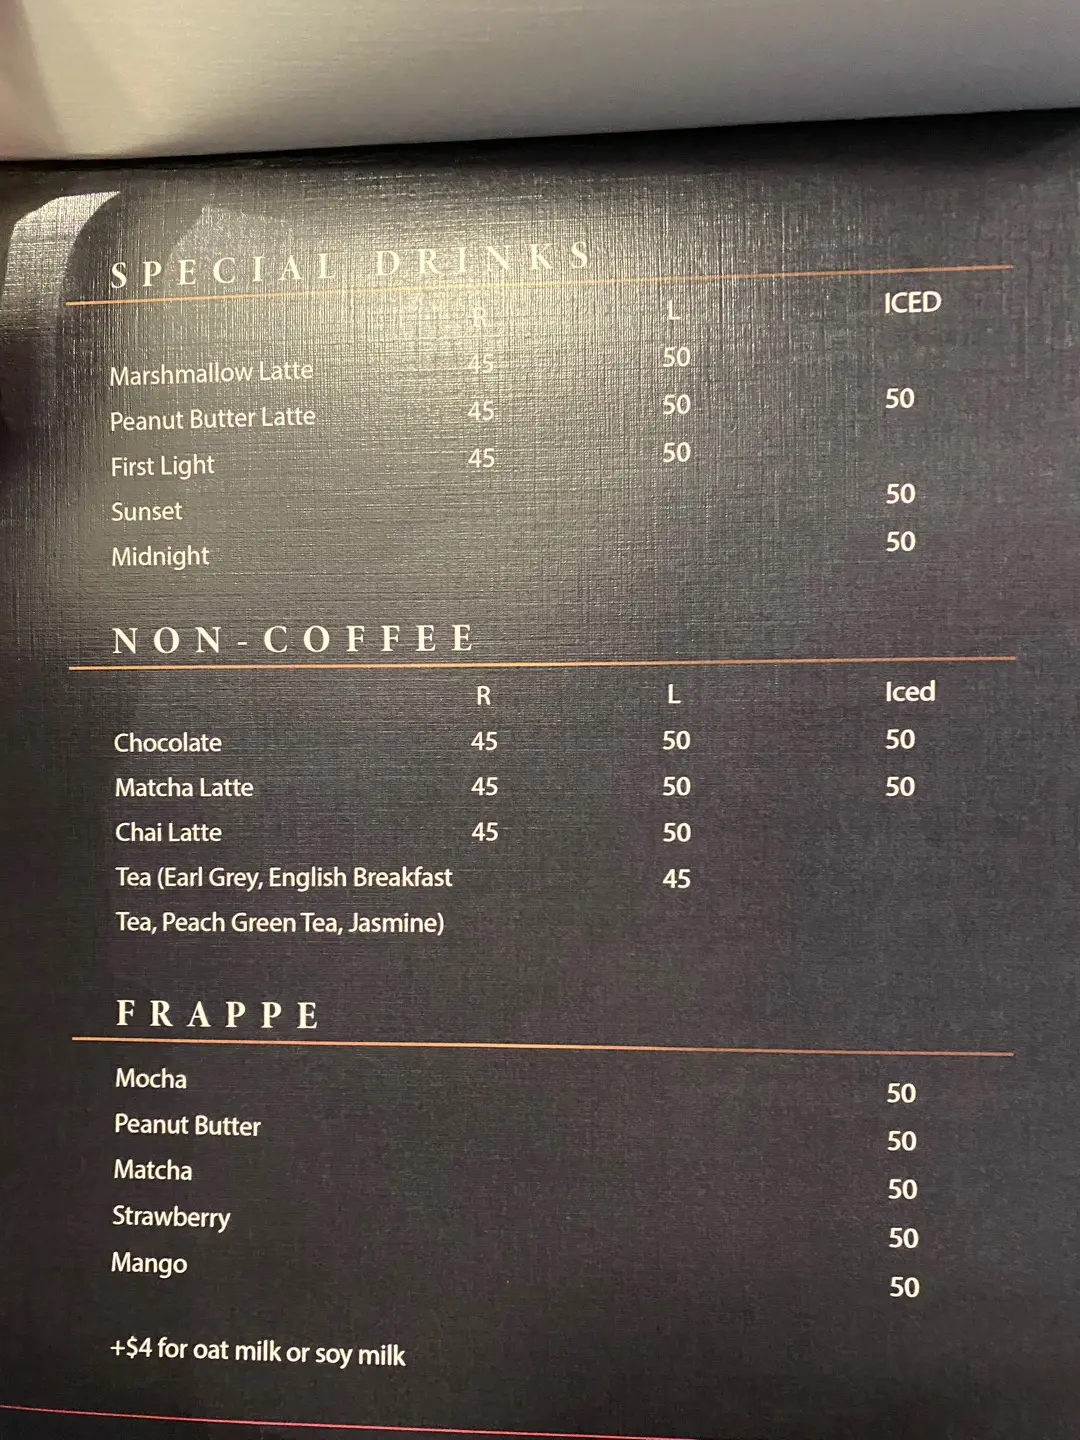 SPECIAL DRINKS
R L ICED
Marshmallow Latte 45 50
Peanut Butter Latte 45 50 50
First Light 45 50
Sunset 50
Midnight 50
NON-COFFEE
R L Iced
Chocolate 45 50 50
Matcha Latte 45 50 50
Chai Latte 45 50
Tea (Earl Grey, English Breakfast 45
Tea, Peach Green Tea, Jasmine)
FRAPPE
Mocha 50
Peanut Butter 50
Matcha 50
Strawberry 50
Mango 50
+$4 for oat milk or soy milk